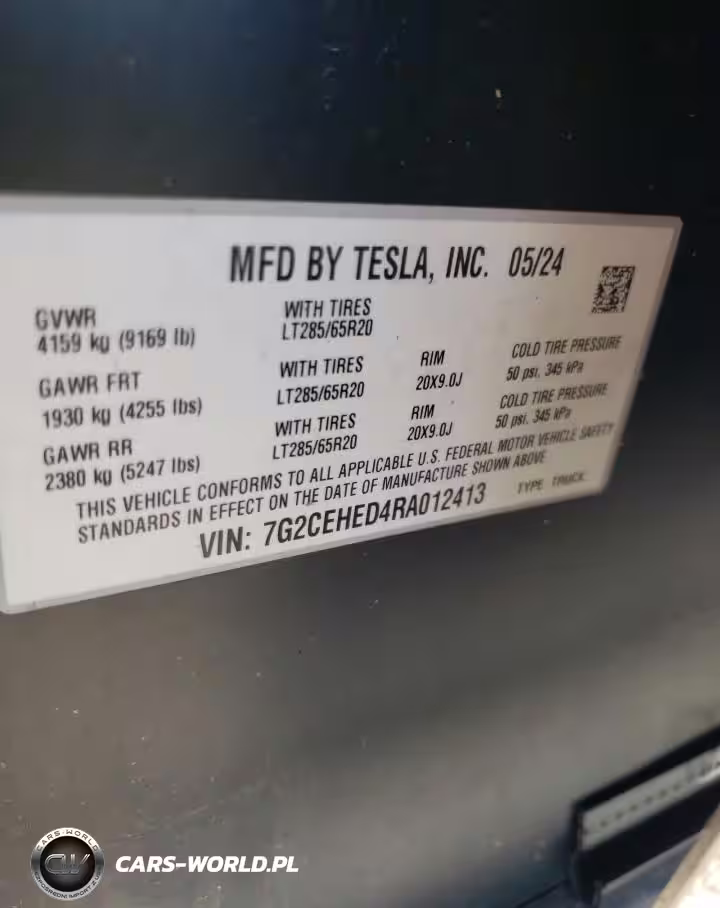 MFD BY TESLA, INC. 05/24
GVWR
4159 kg (9169 lb)
WITH TIRES
LT285/65R20
GAWR FRT
1930 kg (4255 lbs)
WITH TIRES
LT285/65R20
RIM
20X9.0J
COLD TIRE PRESSURE
50 psi. 345 kPa
GAWR RR
2380 kg (5247 lbs)
WITH TIRES
LT285/65R20
RIM
20X9.0J
COLD TIRE PRESSURE
50 psi. 345 kPa
THIS VEHICLE CONFORMS TO ALL APPLICABLE U.S. FEDERAL MOTOR VEHICLE SAFETY
STANDARDS IN EFFECT ON THE DATE OF MANUFACTURE SHOWN ABOVE
VIN: 7G2CEHED4RA012413
TYPE TRUCK
CARS-WORLD
CW
CARS-WORLD.PL